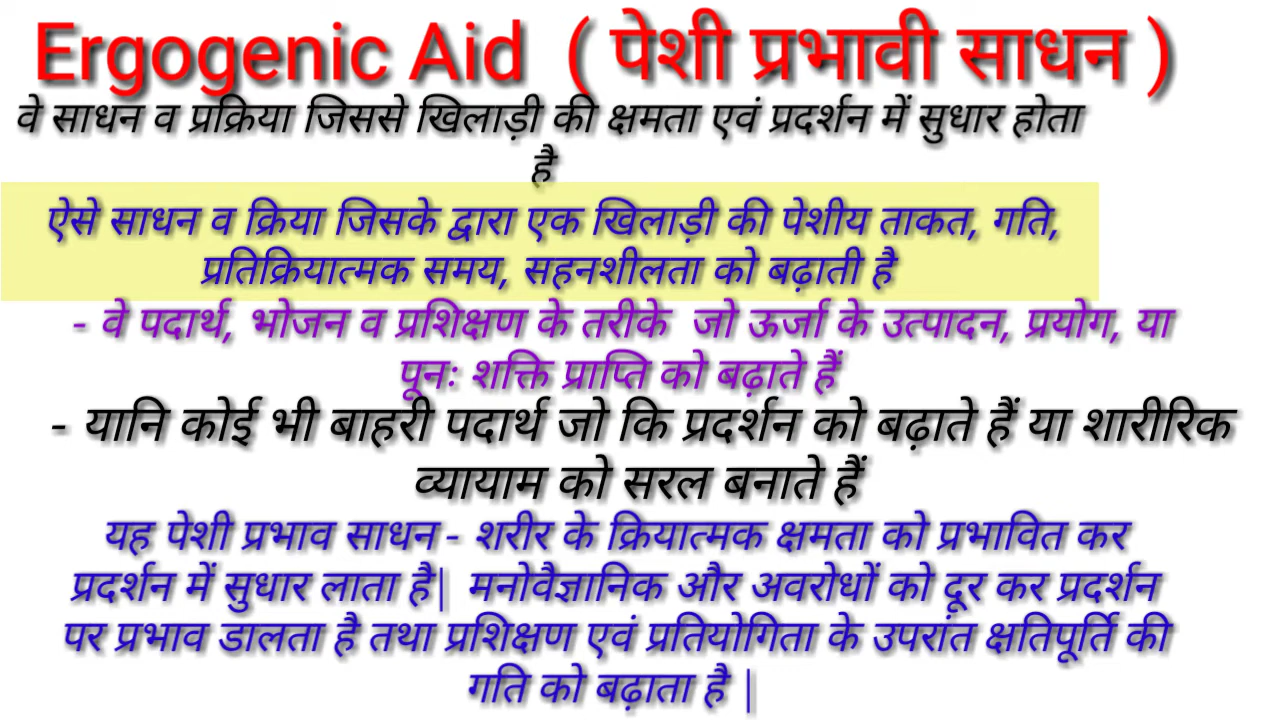 Ergogenic Aid ( पेशी प्रभावी साधन )
वे साधन व प्रक्रिया जिससे खिलाड़ी की क्षमता एवं प्रदर्शन में सुधार होता
है
ऐसे साधन व क्रिया जिसके द्वारा एक खिलाड़ी की पेशीय ताकत, गति,
प्रतिक्रियात्मक समय, सहनशीलता को बढ़ाती है
- वे पदार्थ, भोजन व प्रशिक्षण के तरीके जो ऊर्जा के उत्पादन, प्रयोग, या
पूनः शक्ति प्राप्ति को बढ़ाते हैं
- यानि कोई भी बाहरी पदार्थ जो कि प्रदर्शन को बढ़ाते हैं या शारीरिक
व्यायाम को सरल बनाते हैं
यह पेशी प्रभाव साधन - शरीर के क्रियात्मक क्षमता को प्रभावित कर
प्रदर्शन में सुधार लाता है| मनोवैज्ञानिक और अवरोधों को दूर कर प्रदर्शन
पर प्रभाव डालता है तथा प्रशिक्षण एवं प्रतियोगिता के उपरांत क्षतिपूर्ति की
गति को बढ़ाता है |